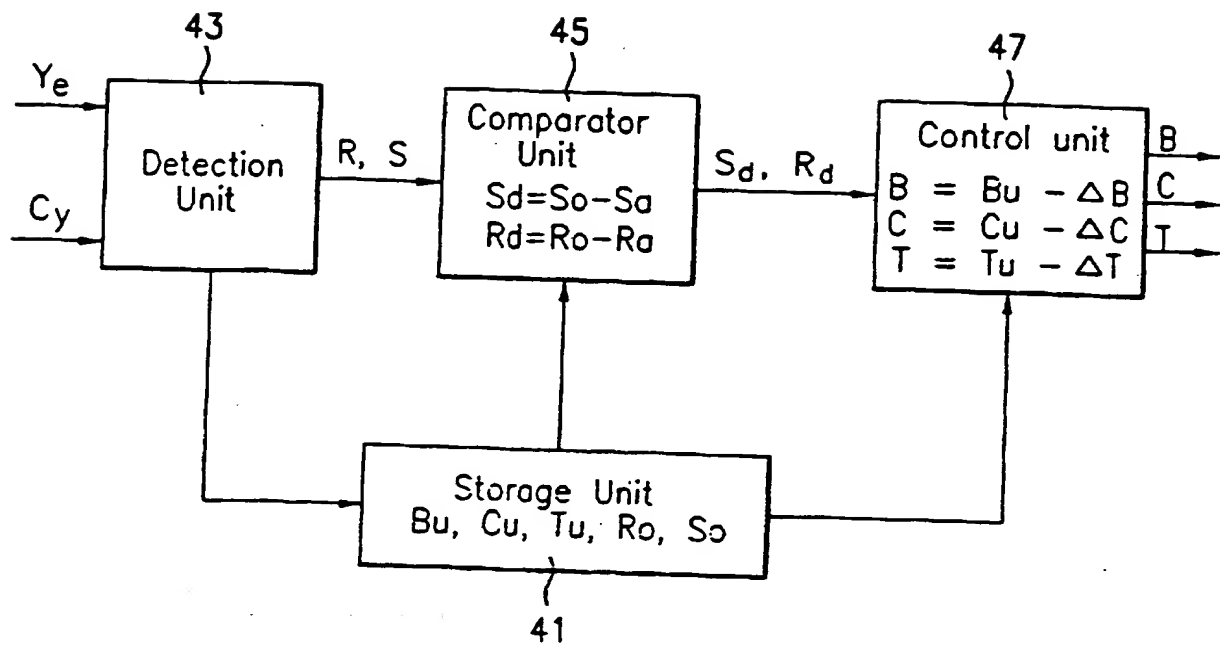 43
45
47
Ye
Cy
Detection
Unit
R, S
Comparator
Unit
Sd=So-Sa
Rd=Ro-Ra
Sd, Rd
Control unit
B = Bu - ΔB
C = Cu - ΔC
T = Tu - ΔT
B
C
T
Storage Unit
Bu, Cu, Tu, Ro, So
41